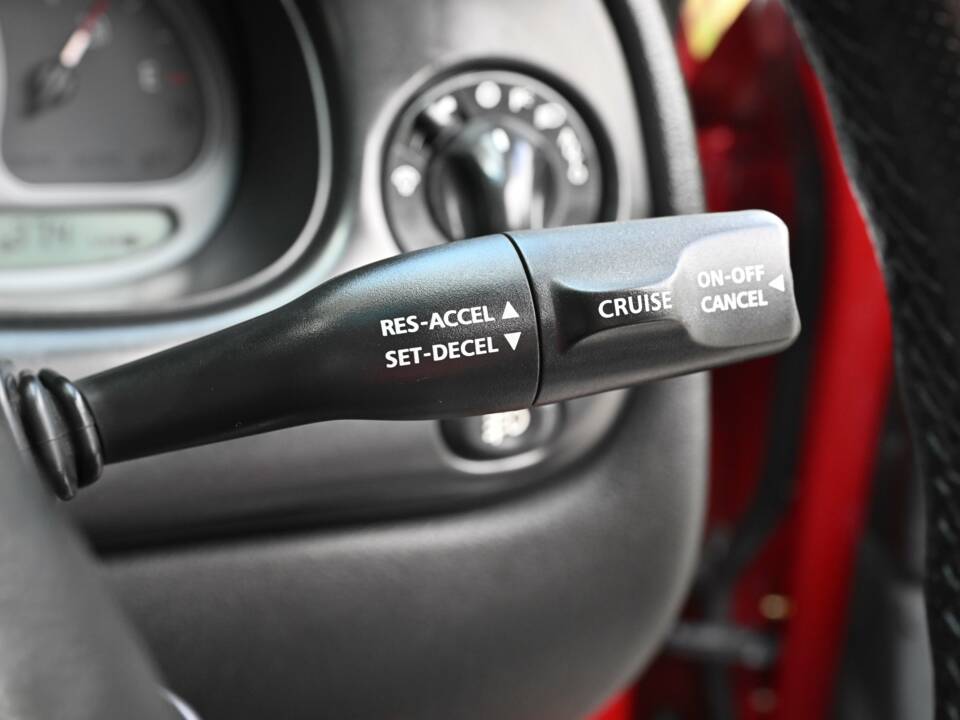 RES-ACCEL ▲
SET-DECEL ▼
CRUISE
ON-OFF
CANCEL ◀